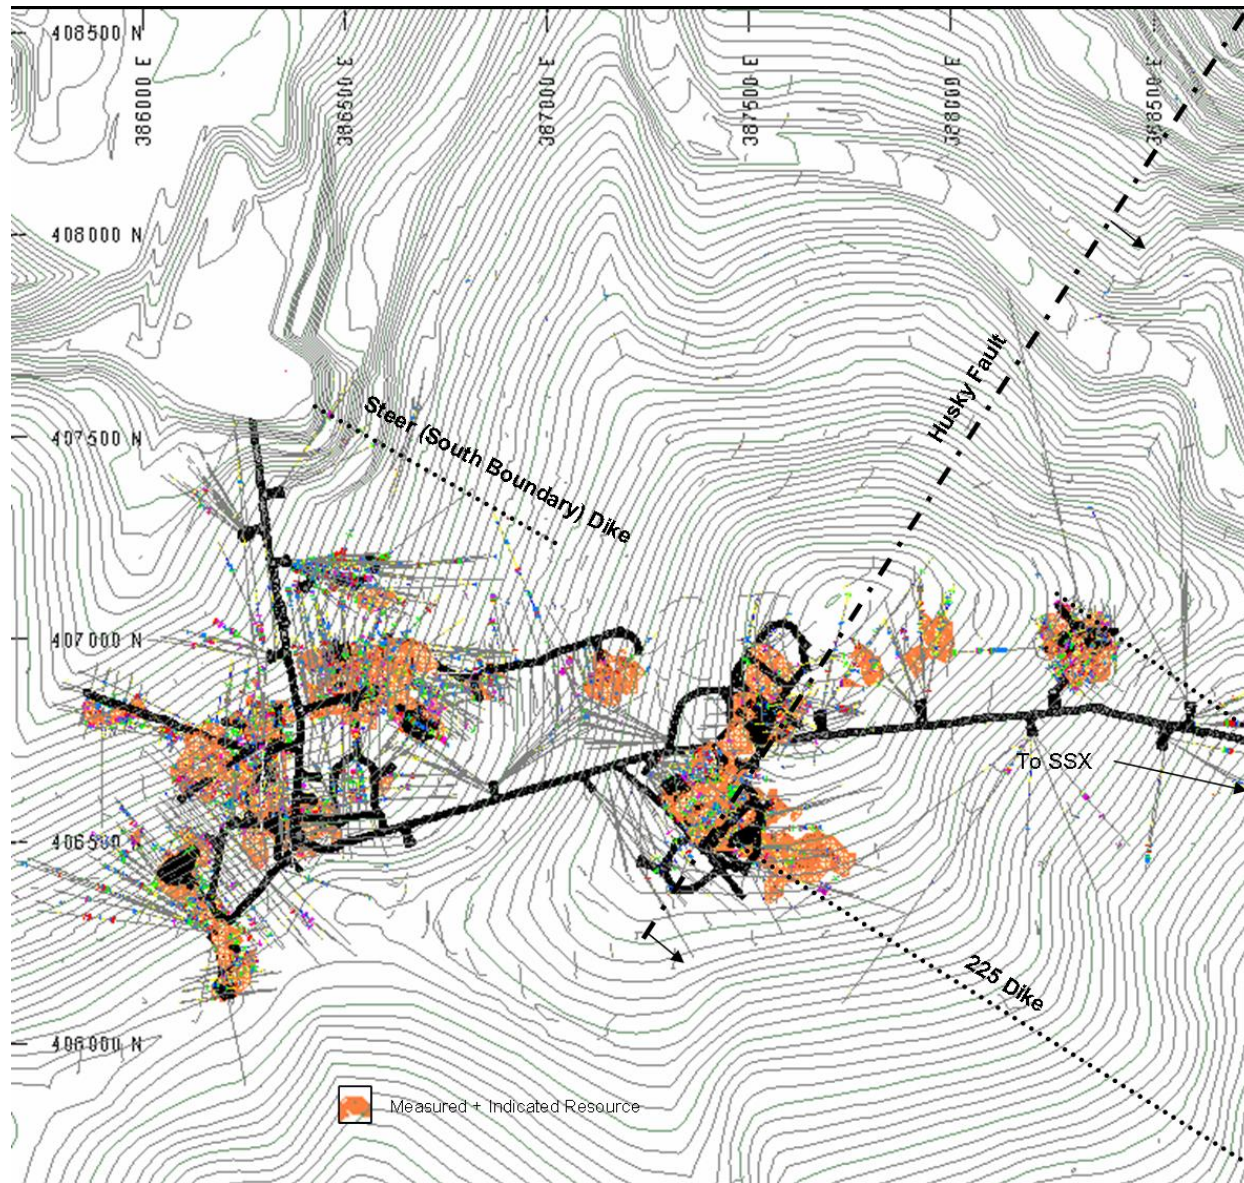 408500 N
386000 E
386500 E
387000 E
387500 E
388000 E
388500 E
408000 N
Husky Fault
407500 N
Steer (South Boundary) Dike
407000 N
To SSX
406500 N
225 Dike
406000 N
Measured + Indicated Resource